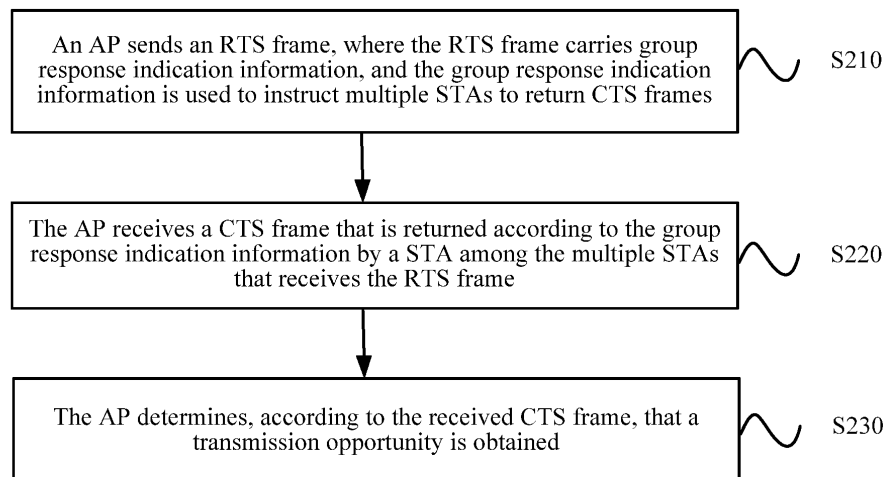 An AP sends an RTS frame, where the RTS frame carries group
response indication information, and the group response indication
information is used to instruct multiple STAs to return CTS frames
S210
The AP receives a CTS frame that is returned according to the group
response indication information by a STA among the multiple STAs
that receives the RTS frame
S220
The AP determines, according to the received CTS frame, that a
transmission opportunity is obtained
S230